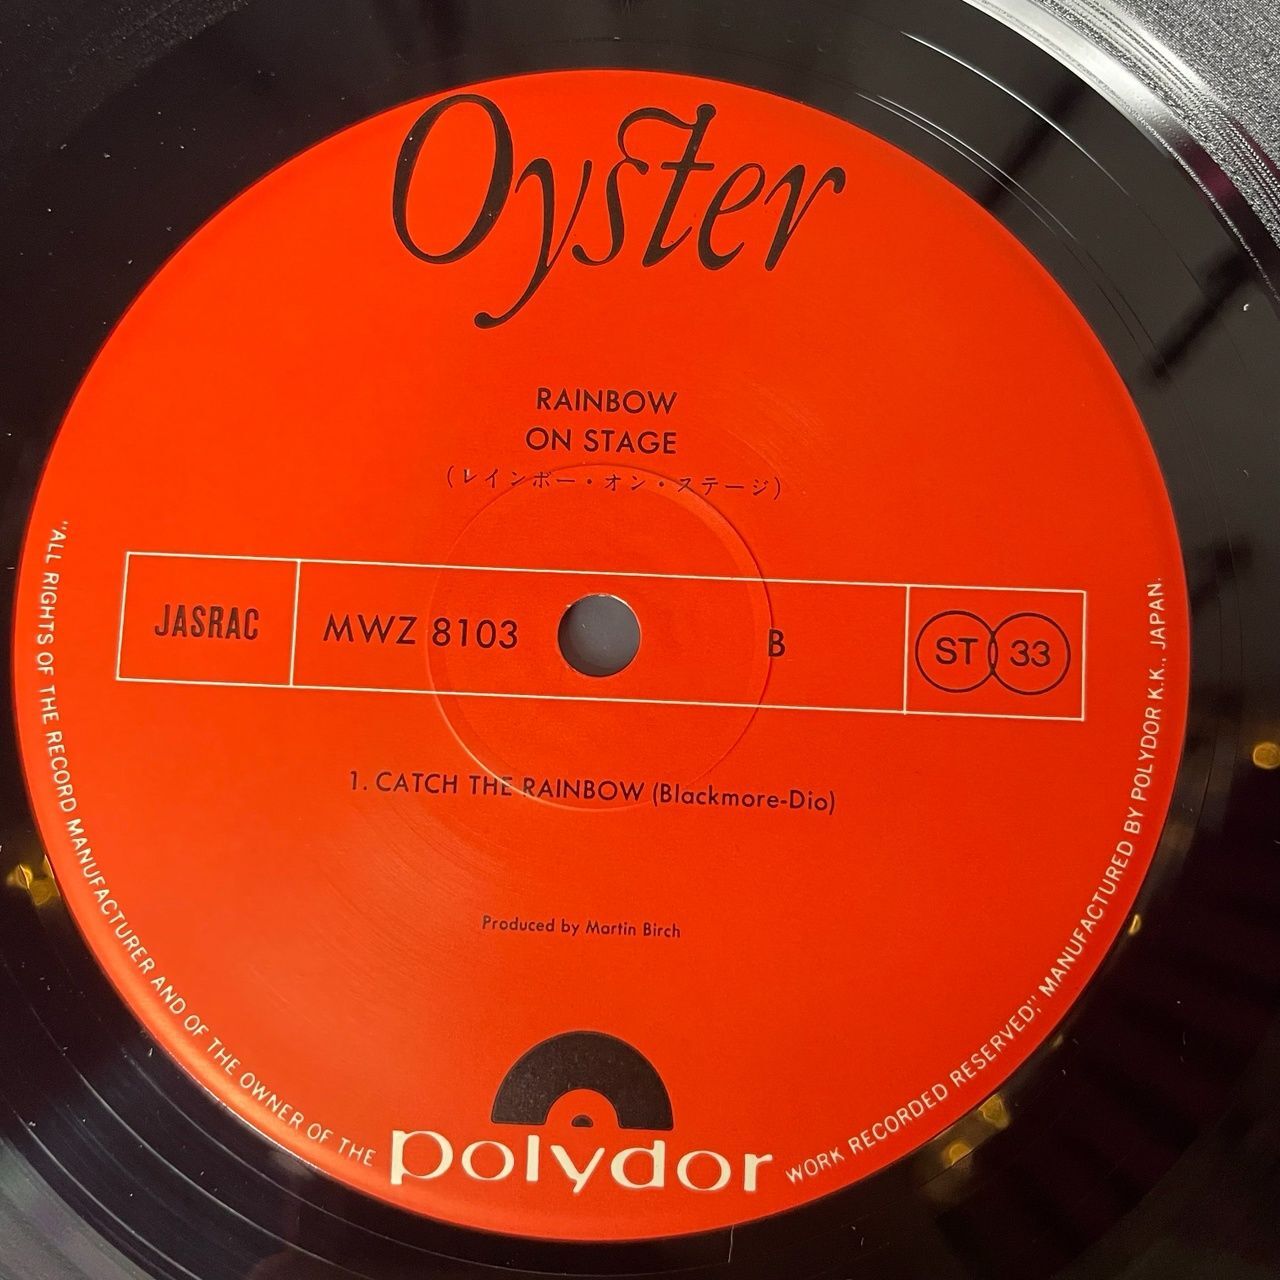 Oyster
RAINBOW
ON STAGE
(レインボー・オン・ステージ)
JASRAC MWZ 8103 B ST 33
1. CATCH THE RAINBOW (Blackmore-Dio)
Produced by Martin Birch
polydor
"ALL RIGHTS OF THE RECORD MANUFACTURER AND OF THE OWNER OF THE WORK RECORDED RESERVED," MANUFACTURED BY POLYDOR K.K., JAPAN.